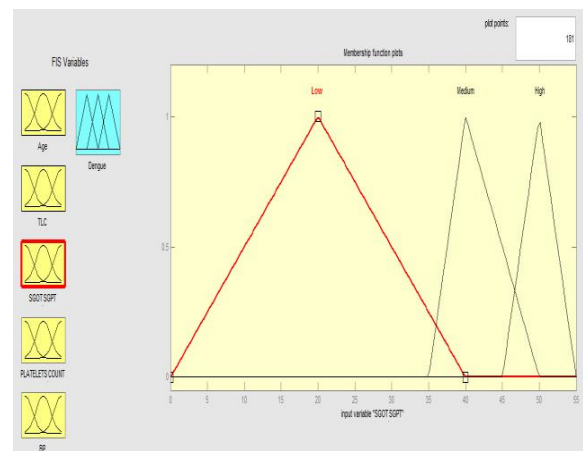 plot points:
181
FIS Variables
Membership function plots
Age
Dengue
TLC
SGOT SGPT
PLATELETS COUNT
BP
Low
Medium
High
1
0.5
0
0 5 10 15 20 25 30 35 40 45 50 55
input variable "SGOT SGPT"